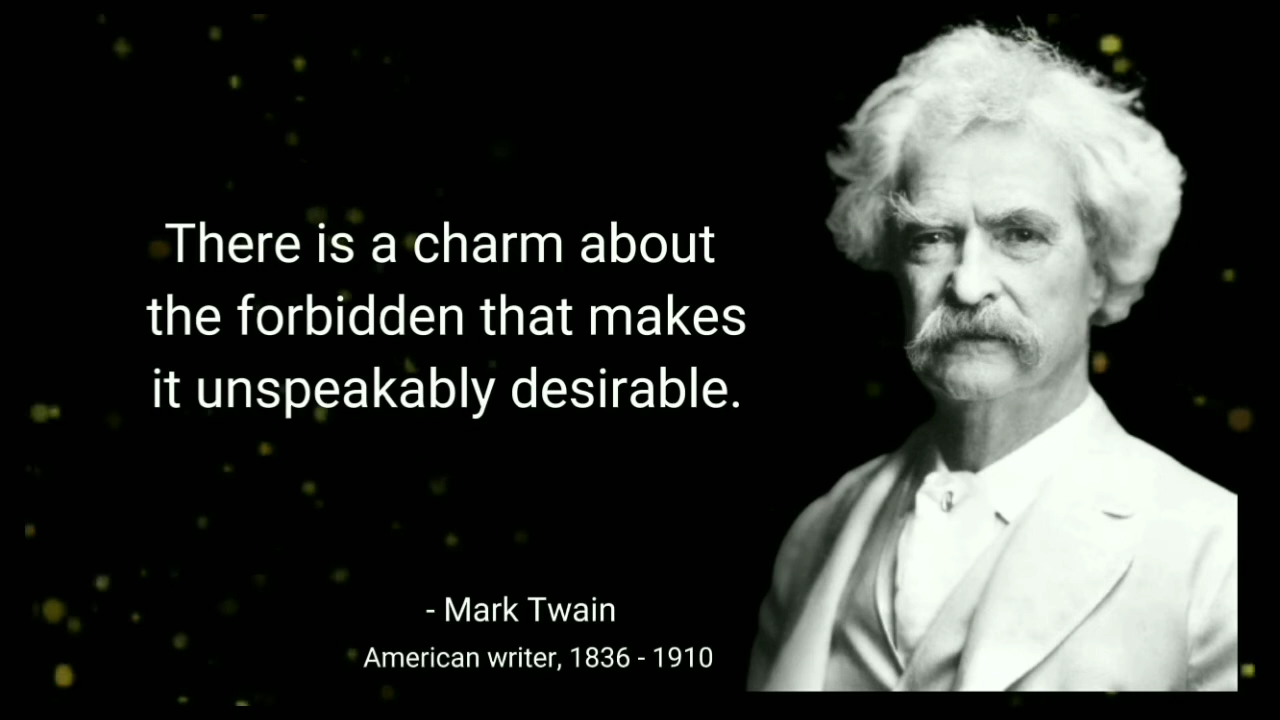 There is a charm about
the forbidden that makes
it unspeakably desirable.
- Mark Twain
American writer, 1836 - 1910